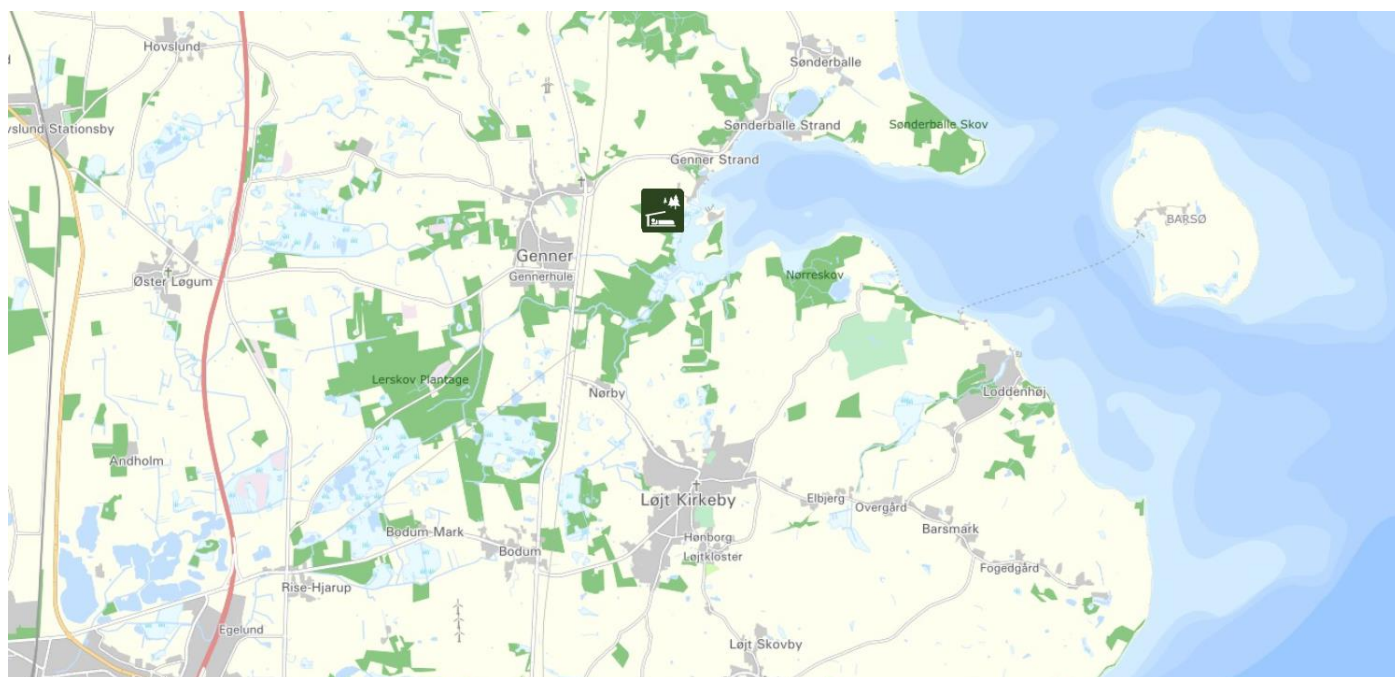 Hovslund
Sønderballe
vslund Stationsby
Sønderballe Strand
Sønderballe Skov
Genner Strand
BARSØ
Genner
Gennerhule
Nørreskov
Øster Løgum
Lerskov Plantage
Nørby
Loddenhøj
Andholm
Løjt Kirkeby
Elbjerg
Overgård
Barsmark
Bodum Mark
Hønborg
Bodum
Løjtkloster
Fogedgård
Rise-Hjarup
Egelund
Løjt Skovby